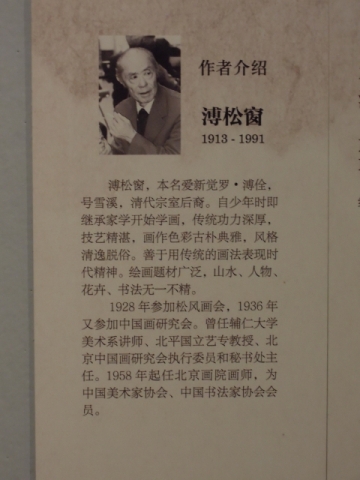 作者介绍
溥松窗
1913 - 1991
溥松窗，本名爱新觉罗·溥佺，
号雪溪，清代宗室后裔。自少年时即
继承家学开始学画，传统功力深厚，
技艺精湛，画作色彩古朴典雅，风格
清逸脱俗。善于用传统的画法表现时
代精神。绘画题材广泛，山水、人物、
花卉、书法无一不精。
1928 年参加松风画会，1936 年
又参加中国画研究会。曾任辅仁大学
美术系讲师、北平国立艺专教授、北
京中国画研究会执行委员和秘书处主
任。1958 年起任北京画院画师，为
中国美术家协会、中国书法家协会会
员。